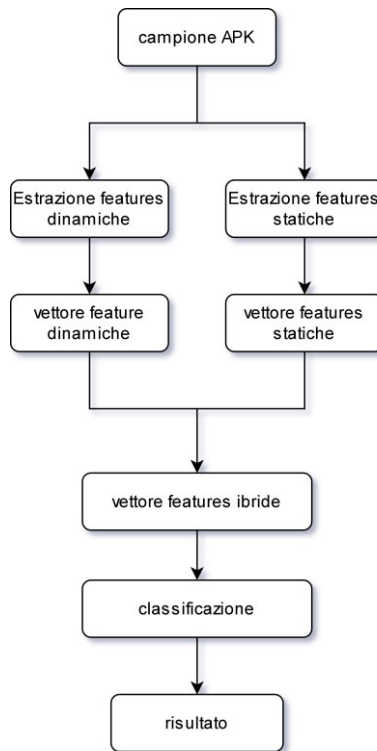 campione APK
Estrazione features
dinamiche
Estrazione features
statiche
vettore feature
dinamiche
vettore features
statiche
vettore features ibride
classificazione
risultato